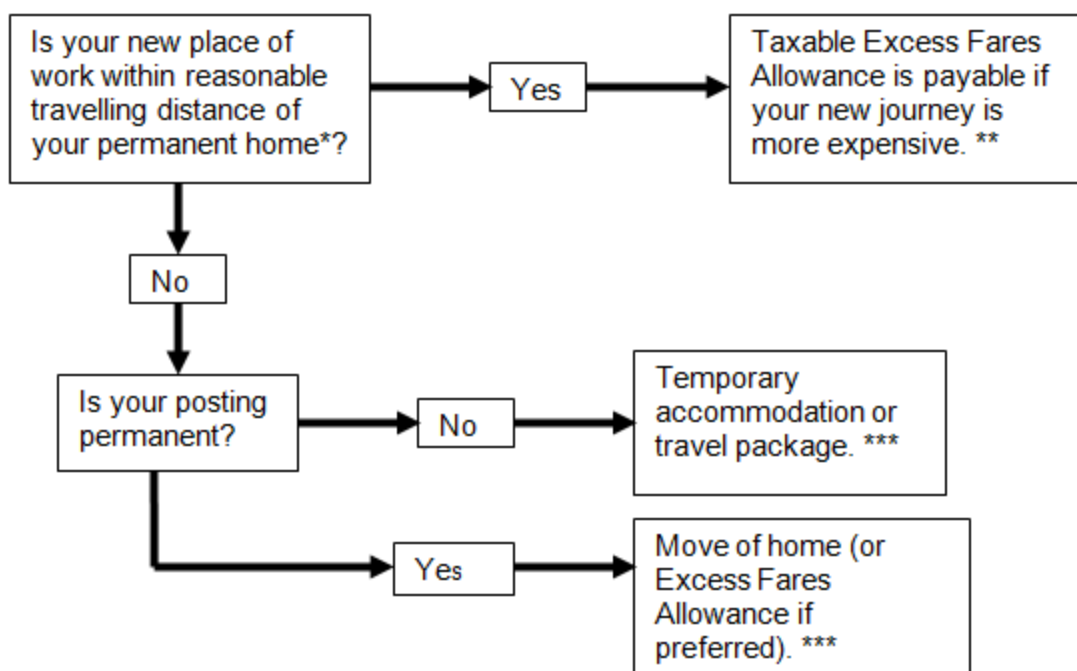 Is your new place of
work within reasonable
travelling distance of
your permanent home*?
Yes
Taxable Excess Fares
Allowance is payable if
your new journey is
more expensive. **
No
Is your posting
permanent?
No
Temporary
accommodation or
travel package. ***
Yes
Move of home (or
Excess Fares
Allowance if
preferred). ***